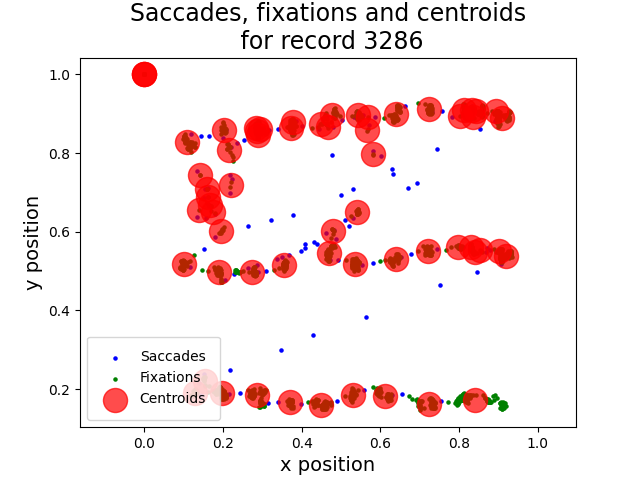 Saccades, fixations and centroids
for record 3286
y position
1.0
0.8
0.6
0.4
0.2
Saccades
Fixations
Centroids
0.0 0.2 0.4 0.6 0.8 1.0
x position